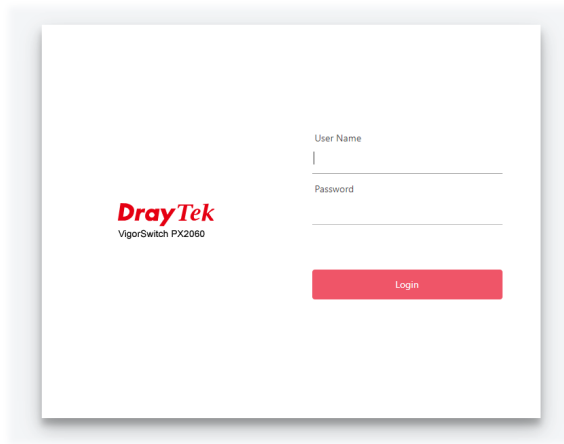 DrayTek
VigorSwitch PX2060
User Name
Password
Login